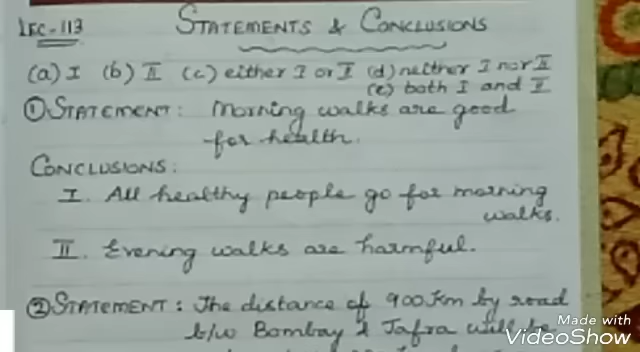 LEC-113
STATEMENTS & CONCLUSIONS
(a) I (b) II (c) either I or I (d) neither I nor II
(e) both I and II
① STATEMENT: Morning walks are good
for health.
CONCLUSIONS:
I. All healthy people go for morning
walks.
II. Evening walks are harmful.
② STATEMENT: The distance of 900 Km by road
b/w Bombay & Jafra will be
Made with
VideoShow